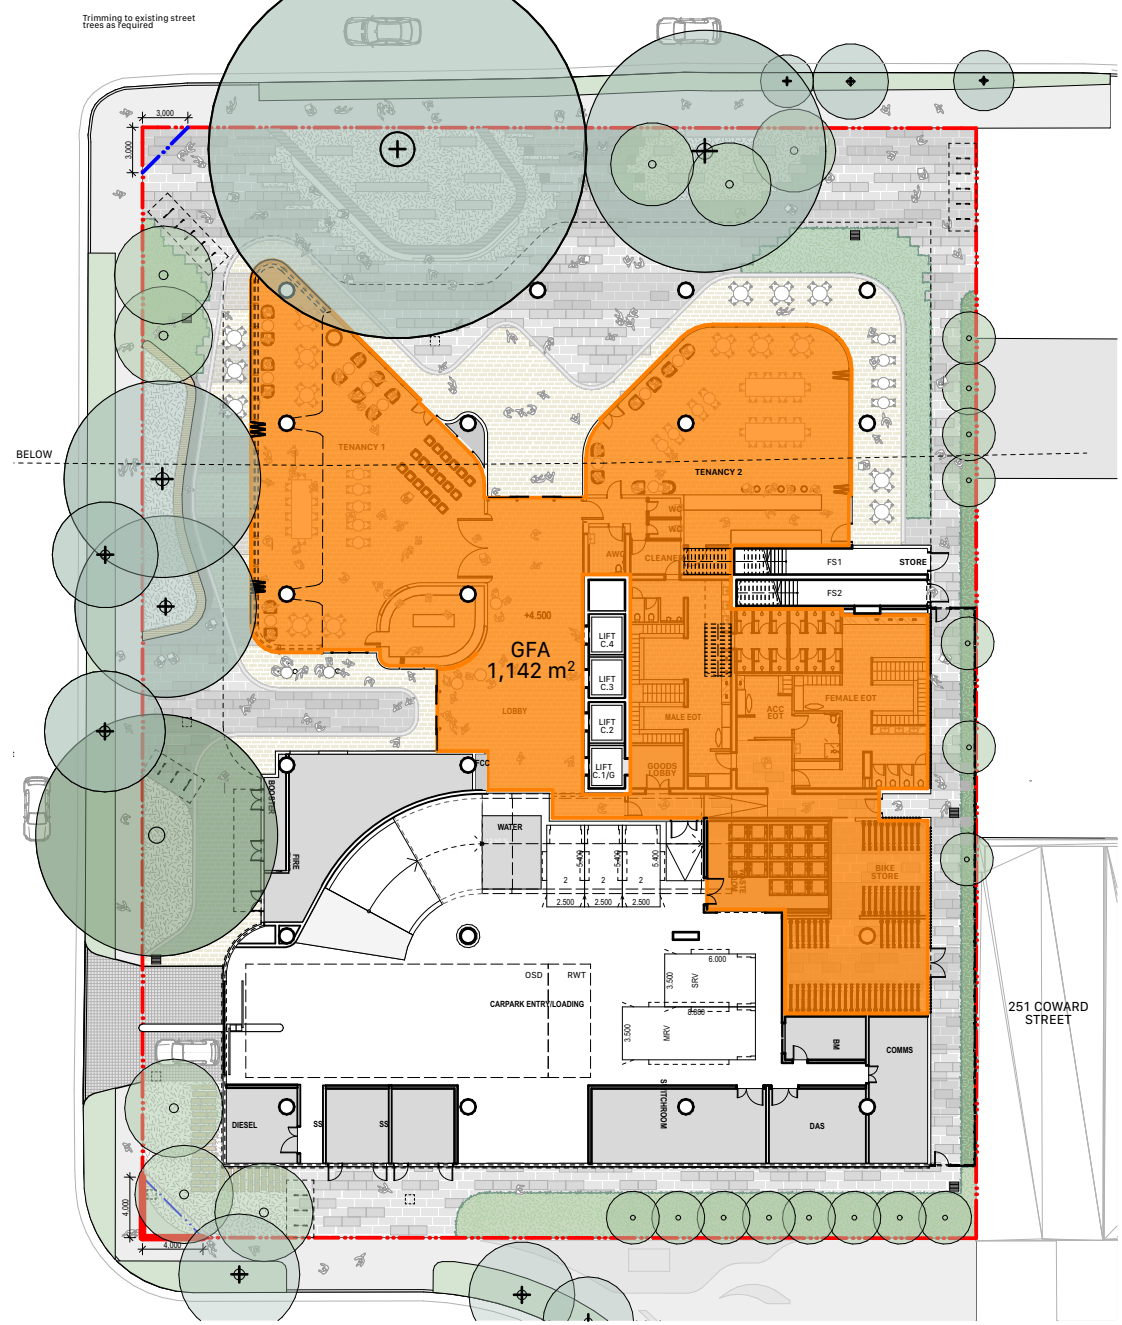 Trimming to existing street
trees as required
3,000
3,000
BELOW
TENANCY 1
TENANCY 2
WC
WC
AWC
CLEANER
FS1
STORE
FS2
+4.500
GFA
1,142 m²
LIFT
C.4
LIFT
C.3
LIFT
C.2
LIFT
C.1/G
LOBBY
MALE EOT
ACC
EOT
FEMALE EOT
GOODS
LOBBY
FCC
BOOSTER
FIRE
WATER
5.400
5.400
5.400
2
2
2
2.500
2.500
2.500
WASTE
ROOM
BIKE
STORE
OSD
RWT
CARPARK ENTRY/LOADING
6.000
3.500
SRV
8.800
3.500
MRV
251 COWARD
STREET
BM
COMMS
DIESEL
SS
SS
SWITCHROOM
DAS
4,000
4,000